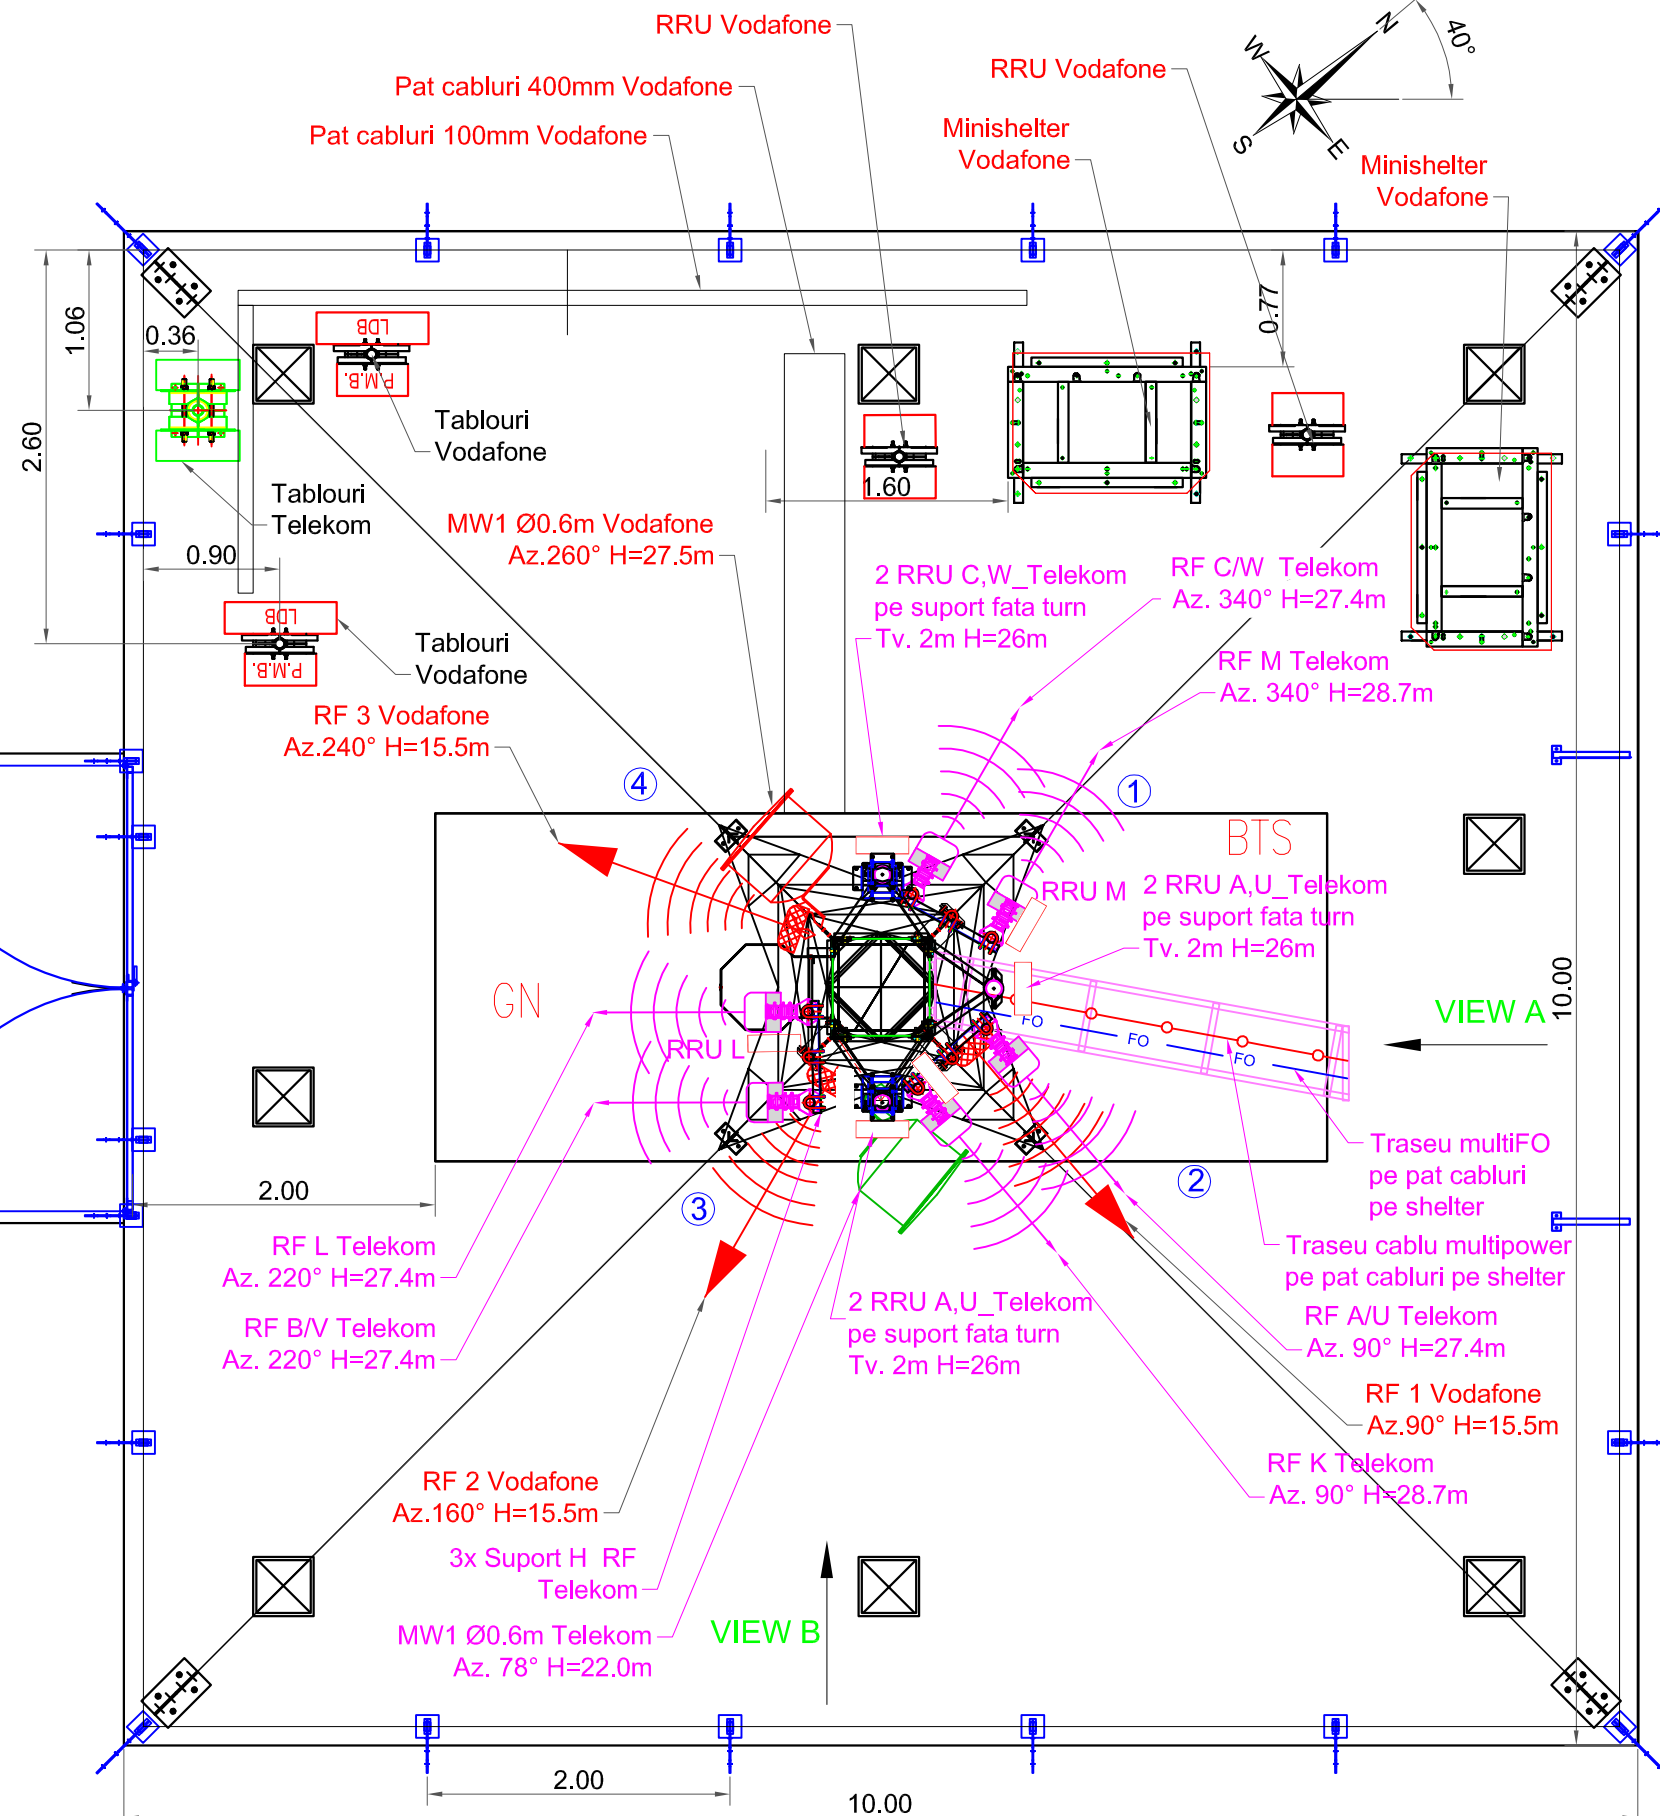 RRU Vodafone
N
40°
W
S
E
Pat cabluri 400mm Vodafone
RRU Vodafone
Pat cabluri 100mm Vodafone
Minishelter
Vodafone
Minishelter
Vodafone
1.06
0.36
2.60
0.77
LDB
P.M.B.
Tablouri
Vodafone
Tablouri
Telekom
1.60
0.90
MW1 Ø0.6m Vodafone
Az.260° H=27.5m
2 RRU C,W_Telekom
pe suport fata turn
Tv. 2m H=26m
RF C/W Telekom
Az. 340° H=27.4m
LDB
P.M.B.
Tablouri
Vodafone
RF M Telekom
Az. 340° H=28.7m
RF 3 Vodafone
Az.240° H=15.5m
4
1
BTS
RRU M
2 RRU A,U_Telekom
pe suport fata turn
Tv. 2m H=26m
GN
10.00
VIEW A
FO
FO
FO
RRU L
Traseu multiFO
pe pat cabluri
pe shelter
2.00
3
2
RF L Telekom
Az. 220° H=27.4m
Traseu cablu multipower
pe pat cabluri pe shelter
RF B/V Telekom
Az. 220° H=27.4m
2 RRU A,U_Telekom
pe suport fata turn
Tv. 2m H=26m
RF A/U Telekom
Az. 90° H=27.4m
RF 1 Vodafone
Az.90° H=15.5m
RF 2 Vodafone
Az.160° H=15.5m
RF K Telekom
Az. 90° H=28.7m
3x Suport H RF
Telekom
MW1 Ø0.6m Telekom
Az. 78° H=22.0m
VIEW B
2.00
10.00